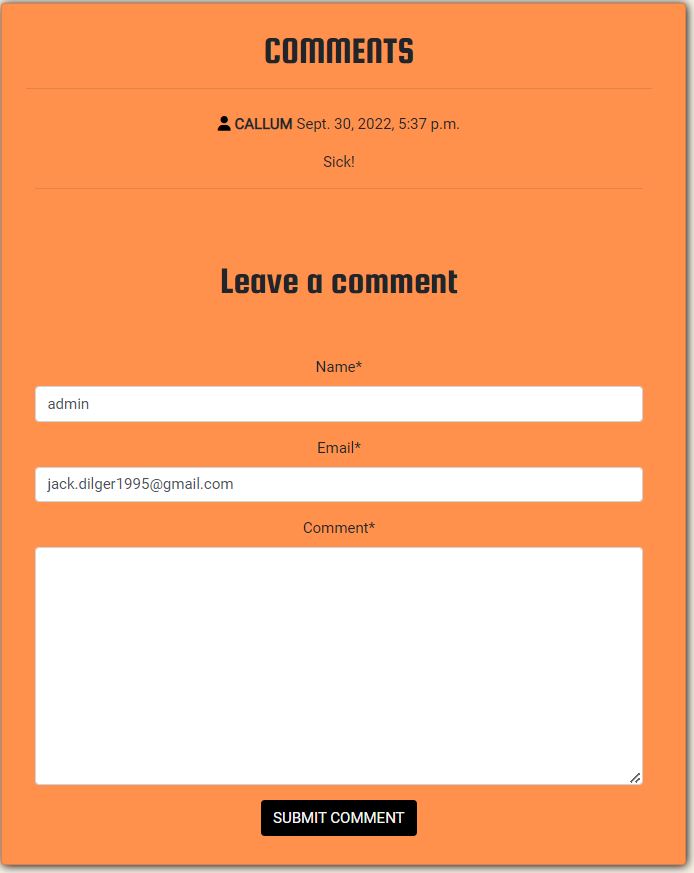 COMMENTS
CALLUM Sept. 30, 2022, 5:37 p.m.
Sick!
Leave a comment
Name*
admin
Email*
jack.dilger1995@gmail.com
Comment*
SUBMIT COMMENT